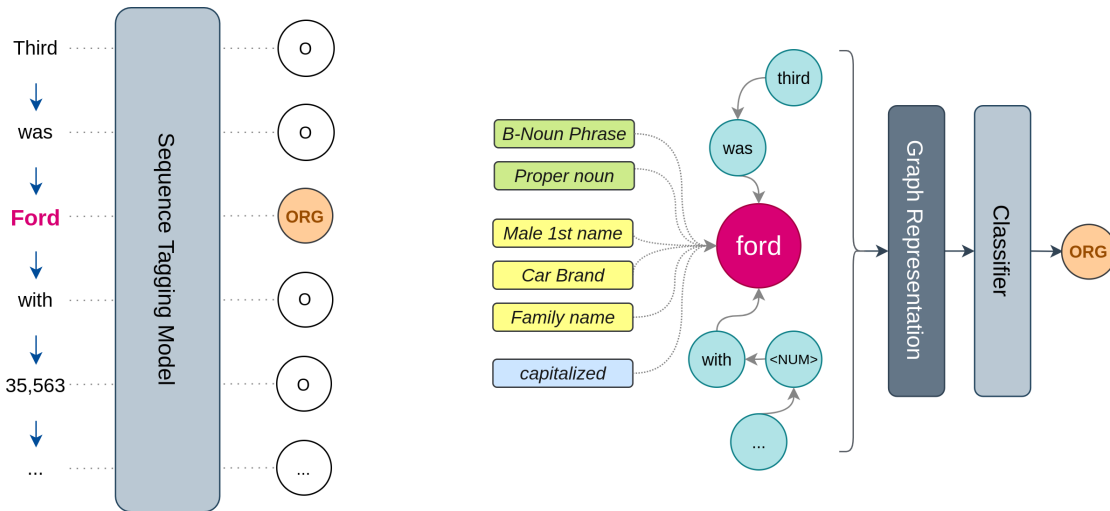 Third
O
was
O
Ford
ORG
with
O
35,563
O
...
...
Sequence Tagging Model
B-Noun Phrase
Proper noun
Male 1st name
Car Brand
Family name
capitalized
third
was
ford
with
<NUM>
...
Graph Representation
Classifier
ORG